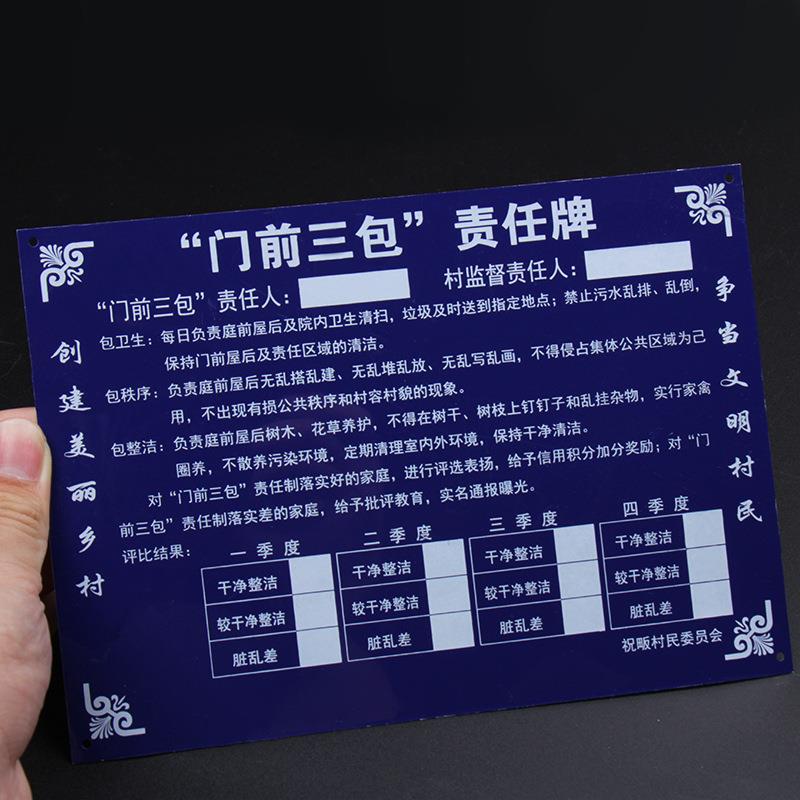 “门前三包”责任牌
“门前三包”责任人：
村监督责任人：
创建美丽乡村
争当文明村民
包卫生：每日负责庭前屋后及院内卫生清扫，垃圾及时送到指定地点；禁止污水乱排、乱倒，
保持门前屋后及责任区域的清洁。
包秩序：负责庭前屋后无乱搭乱建、无乱堆乱放、无乱写乱画，不得侵占集体公共区域为己
用，不出现有损公共秩序和村容村貌的现象。
包整洁：负责庭前屋后树木、花草养护，不得在树干、树枝上钉钉子和乱挂杂物，实行家禽
圈养，不散养污染环境，定期清理室内外环境，保持干净清洁。
对“门前三包”责任制落实好的家庭，进行评选表扬，给予信用积分加分奖励；对“门
前三包”责任制落实差的家庭，给予批评教育，实名通报曝光。
评比结果：
一季度
干净整洁
较干净整洁
脏乱差
二季度
干净整洁
较干净整洁
脏乱差
三季度
干净整洁
较干净整洁
脏乱差
四季度
干净整洁
较干净整洁
脏乱差
祝畈村民委员会